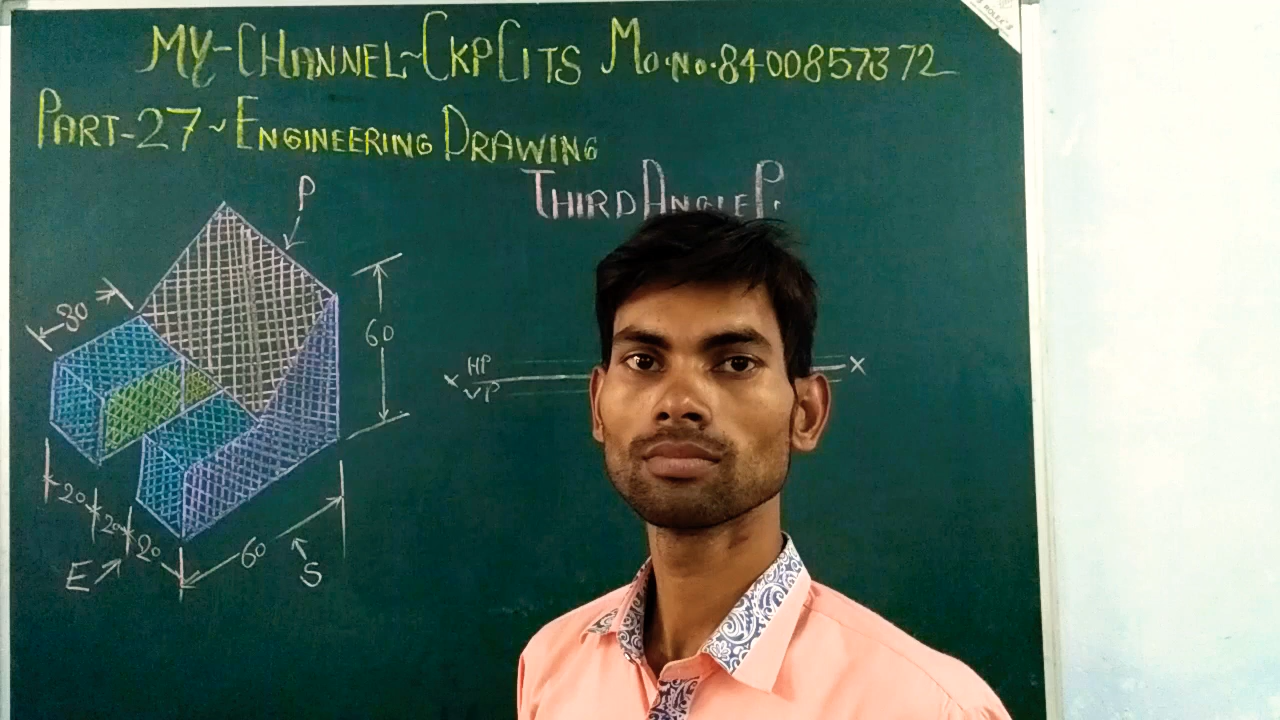 MY-CHANNEL~CKPCITS MO.NO.8400857372
PART-27~ENGINEERING DRAWING
THIRD ANGLE P.
P
30
60
X HP X
VP
20 20 20 60
E S